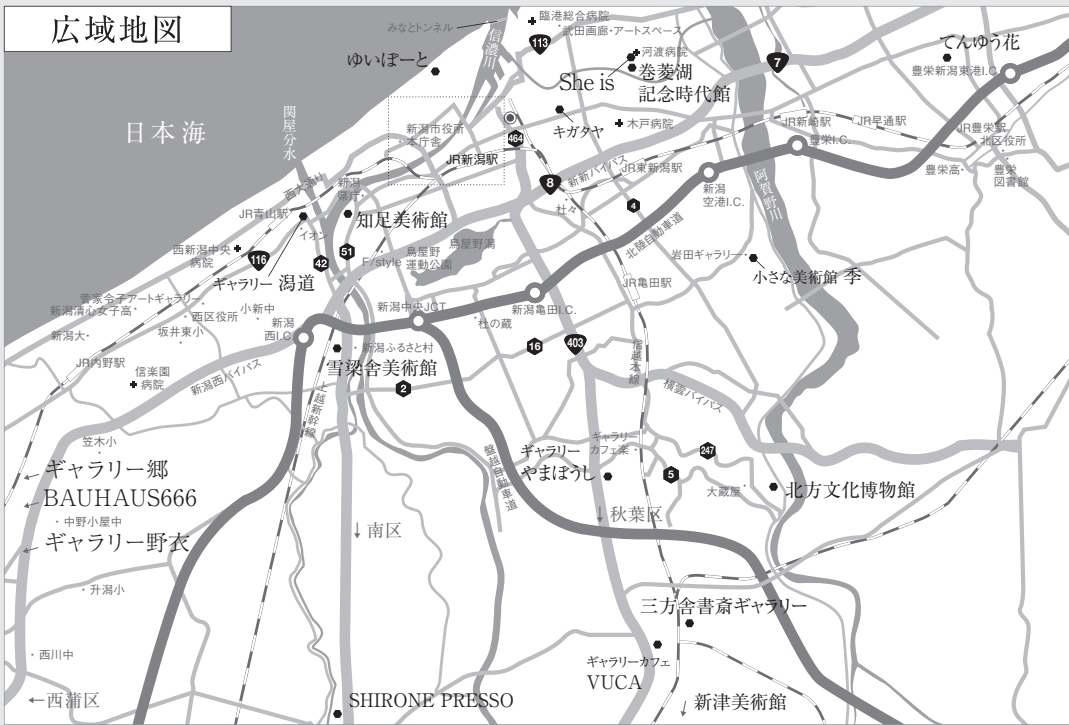 広域地図
みなとトンネル
信濃川
臨港総合病院
武田画廊・アートスペース
113
河渡病院
ゆいぽーと
She is
巻菱湖
記念時代館
7
てんゆう花
豊栄新潟東港I.C.
日本海
関屋分水
新潟市役所
本庁舎
キガタヤ
木戸病院
464
JR新潟駅
JR新崎駅
JR早通駅
豊栄I.C.
JR豊栄駅
北区役所
豊栄高
豊栄
図書館
新新バイパス
JR東新潟駅
8
杜々
4
新潟
空港I.C.
阿賀野川
西大通り
新潟
県庁
JR青山駅
イオン
知足美術館
西新潟中央
病院
116
51
42
ギャラリー 潟道
F/style
鳥屋野
運動公園
鳥屋野潟
北陸自動車道
岩田ギャラリー
小さな美術館 季
JR亀田駅
菅家令子アートギャラリー
新潟清心女子高
西区役所
小新中
新潟大
坂井東小
新潟
西I.C.
新潟中央JCT
杜の蔵
新潟亀田I.C.
JR内野駅
信楽園
病院
新潟西バイパス
新潟ふるさと村
雪梁舎美術館
2
16
403
信越本線
横雲バイパス
上越新幹線
笠木小
ギャラリー郷
BAUHAUS666
中野小屋中
ギャラリー野衣
升潟小
西川中
←西蒲区
↓南区
磐越自動車道
ギャラリー
やまぼうし
ギャラリー
カフェ楽
247
5
大蔵屋
北方文化博物館
↓秋葉区
三方舎書斎ギャラリー
ギャラリーカフェ
VUCA
新津美術館
SHIRONE PRESSO